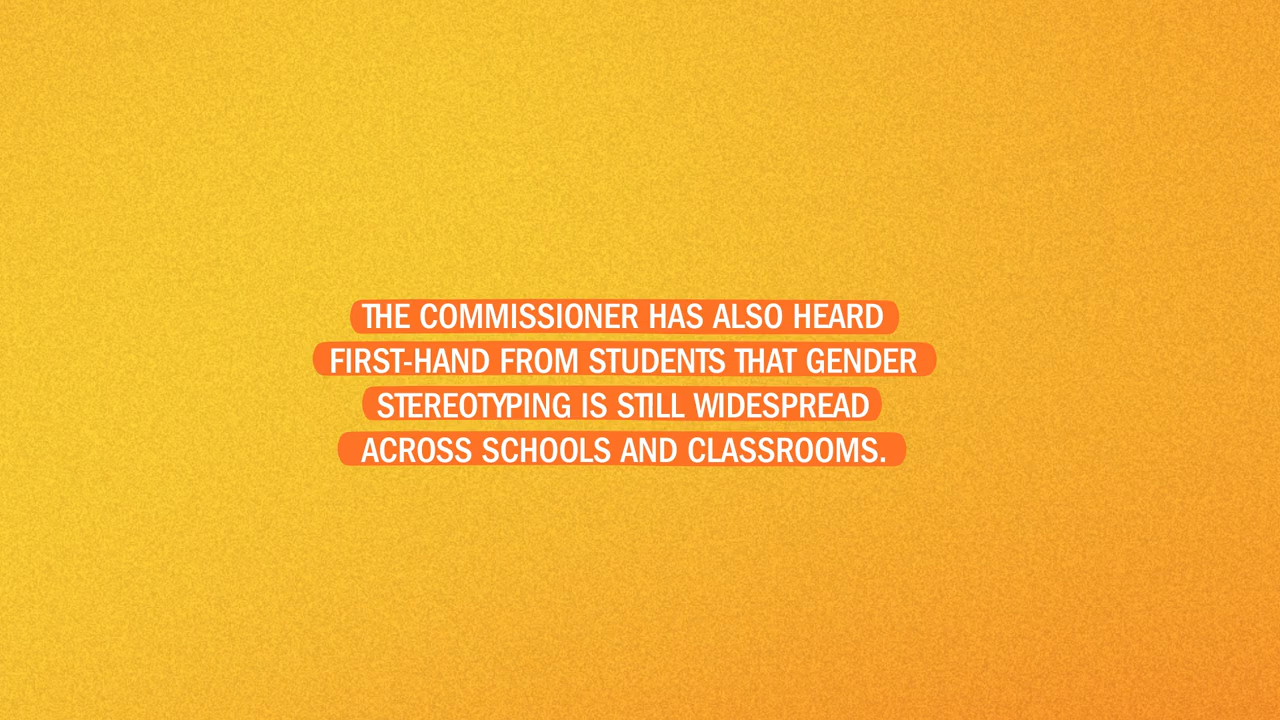 THE COMMISSIONER HAS ALSO HEARD
FIRST-HAND FROM STUDENTS THAT GENDER
STEREOTYPING IS STILL WIDESPREAD
ACROSS SCHOOLS AND CLASSROOMS.